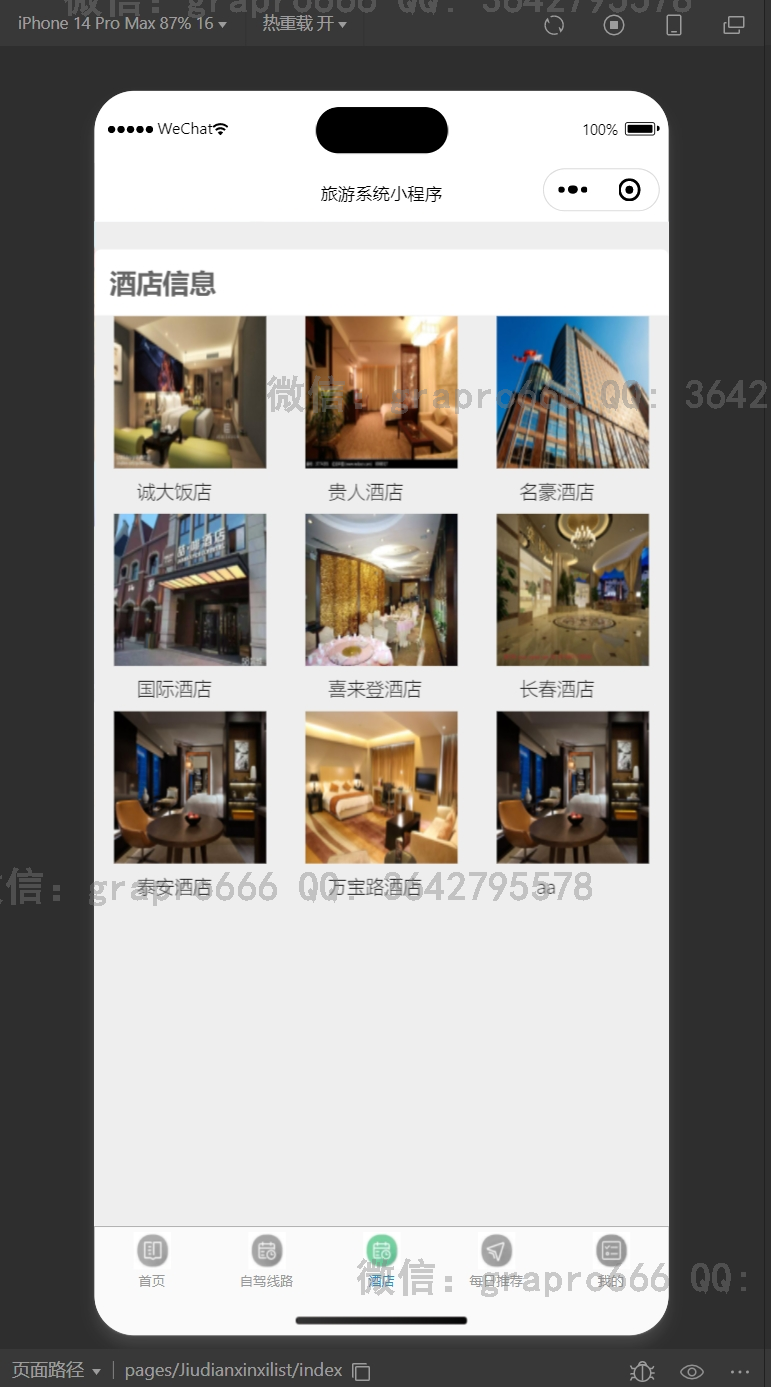 微信：grapro666 QQ：3642795578
iPhone 14 Pro Max 87% 16 热重载 开
WeChat 100%
旅游系统小程序
酒店信息
微信：grapro666 QQ：3642
诚大饭店 贵人酒店 名豪酒店
国际酒店 喜来登酒店 长春酒店
泰安酒店 万宝路酒店 aa
信：grapro666 QQ：3642795578
首页 自驾线路 酒店 每日推荐 我的
微信：grapro666 QQ：
页面路径 pages/Jiudianxinxilist/index